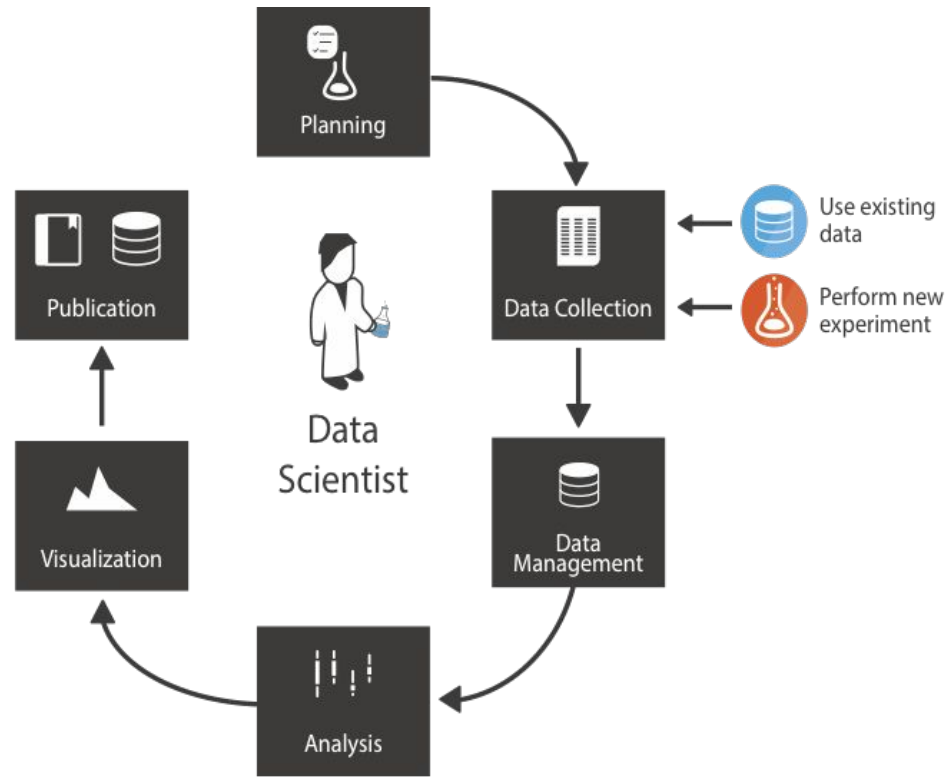 Planning
Data Collection
Use existing
data
Perform new
experiment
Publication
Data
Scientist
Data
Management
Visualization
Analysis